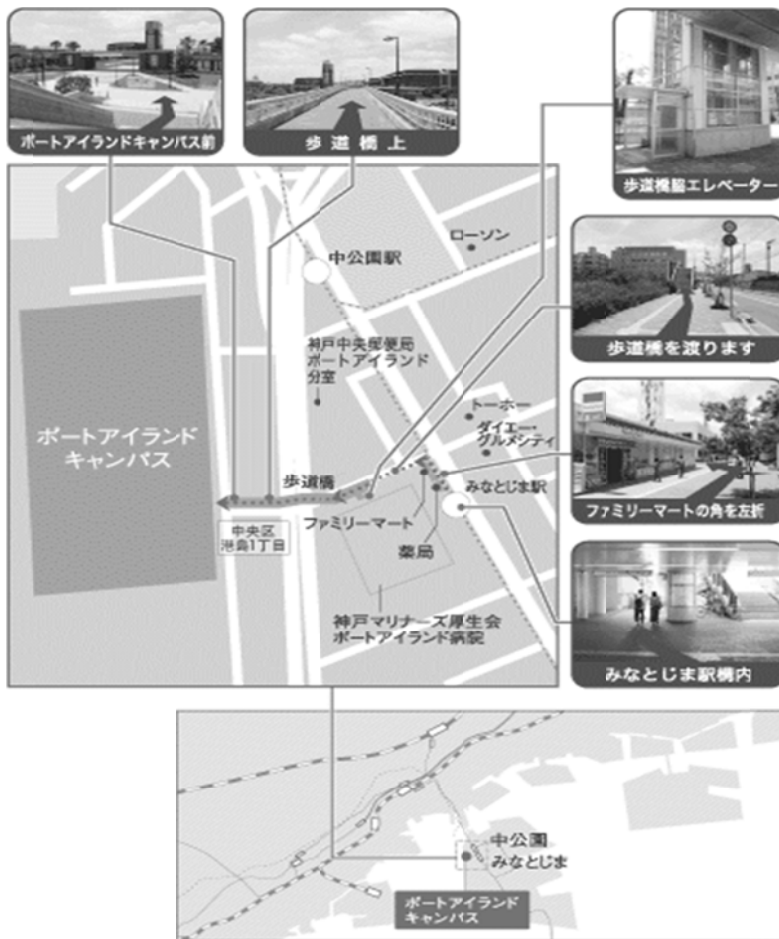 ポートアイランドキャンパス前
歩道橋上
歩道橋脇エレベーター
歩道橋を渡ります
ファミリーマートの角を左折
みなとじま駅構内
ローソン
中公園駅
神戸中央郵便局
ポートアイランド
分室
トーホー
ダイエー・
グルメシティ
ポートアイランド
キャンパス
歩道橋
みなとじま駅
ファミリーマート
中央区
港島1丁目
薬局
神戸マリナーズ厚生会
ポートアイランド病院
中公園
みなとじま
ポートアイランド
キャンパス